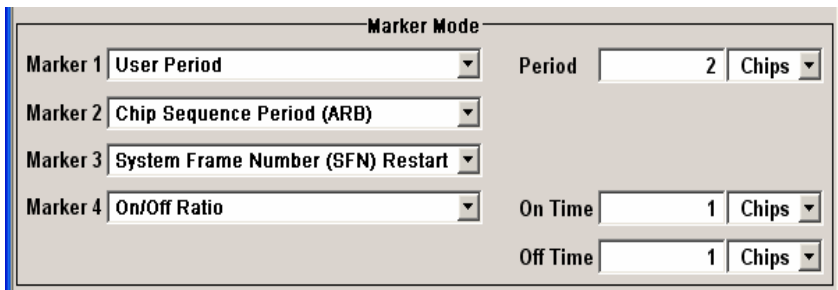 Marker Mode
Marker 1 User Period Period 2 Chips
Marker 2 Chip Sequence Period (ARB)
Marker 3 System Frame Number (SFN) Restart
Marker 4 On/Off Ratio On Time 1 Chips
Off Time 1 Chips